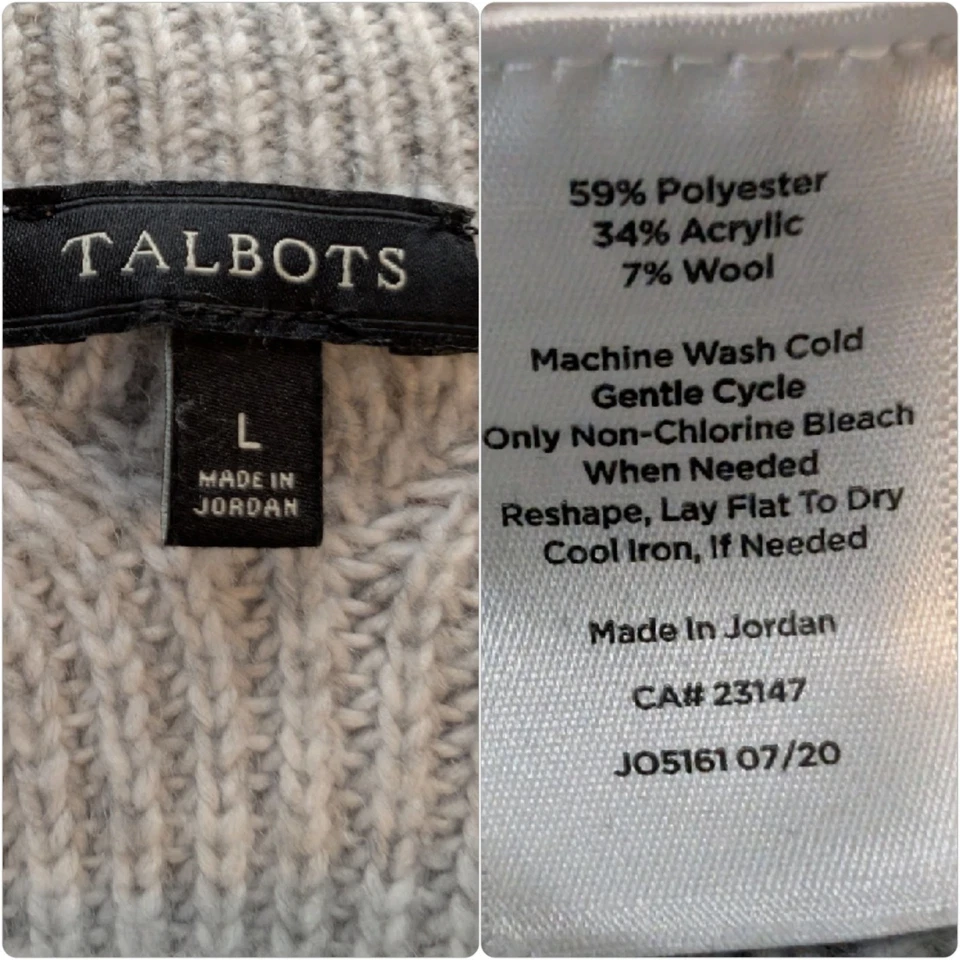 TALBOTS
L
MADE IN
JORDAN
59% Polyester
34% Acrylic
7% Wool
Machine Wash Cold
Gentle Cycle
Only Non-Chlorine Bleach
When Needed
Reshape, Lay Flat To Dry
Cool Iron, If Needed
Made In Jordan
CA# 23147
JO5161 07/20